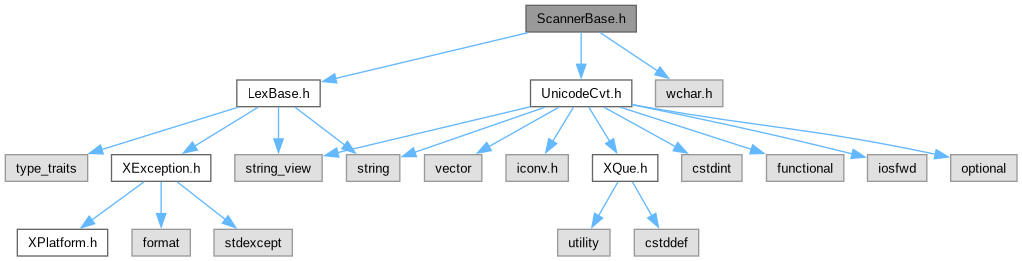 ScannerBase.h
LexBase.h
UnicodeCvt.h
wchar.h
type_traits
XException.h
string_view
string
vector
iconv.h
XQue.h
cstdint
functional
iosfwd
optional
XPlatform.h
format
stdexcept
utility
cstddef